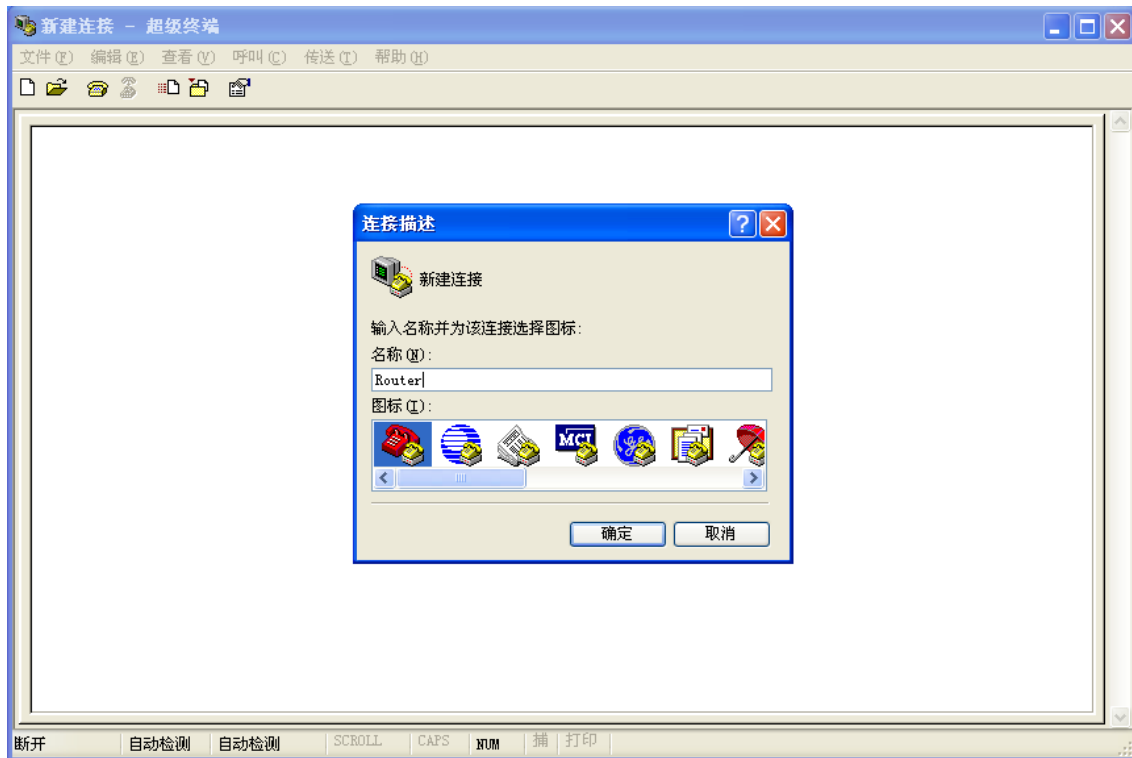 新建连接 - 超级终端
文件(F) 编辑(E) 查看(V) 呼叫(C) 传送(T) 帮助(H)
连接描述
新建连接
输入名称并为该连接选择图标:
名称(N):
Router
图标(I):
MCI
确定 取消
断开 自动检测 自动检测 SCROLL CAPS NUM 捕 打印